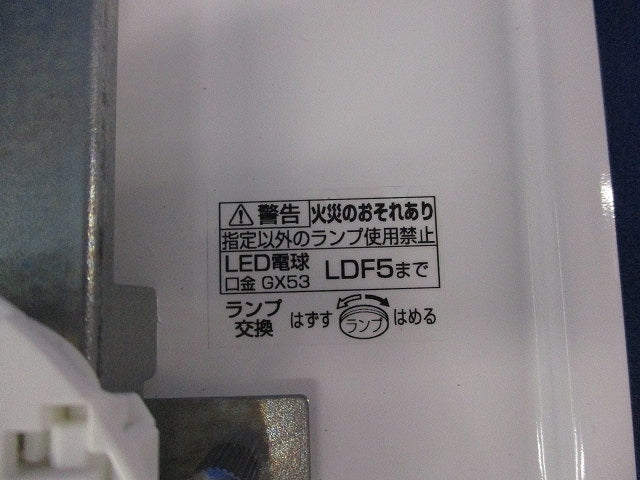 ⚠警告 火災のおそれあり
指定以外のランプ使用禁止
LED電球 LDF5まで
口金 GX53
ランプ
交換 はずす ランプ はめる